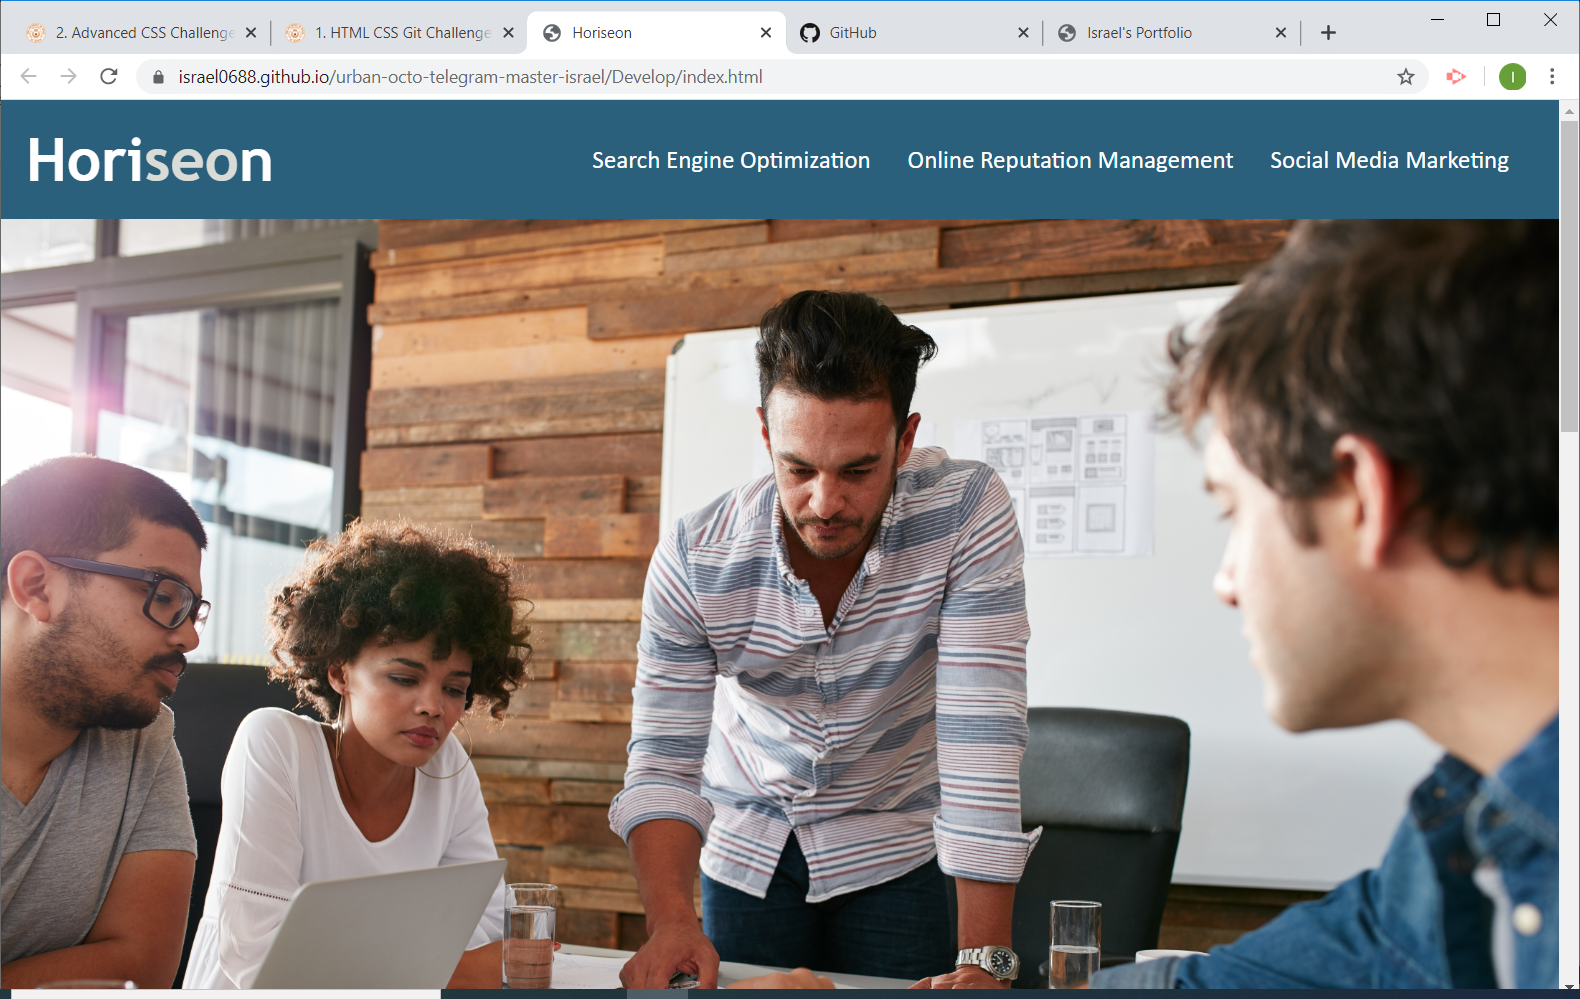 2. Advanced CSS Challenge
1. HTML CSS Git Challenge
Horiseon
GitHub
Israel's Portfolio
israel0688.github.io/urban-octo-telegram-master-israel/Develop/index.html
I
Horiseon
Search Engine Optimization
Online Reputation Management
Social Media Marketing